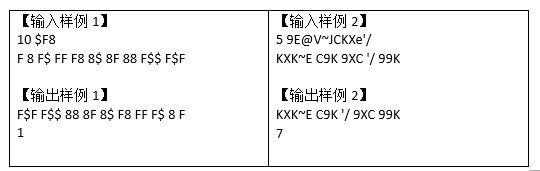 【输入样例 1】
10 $F8
F 8 F$ FF F8 8$ 8F 88 F$$ F$F
【输出样例 1】
F$F F$$ 88 8F 8$ F8 FF F$ 8 F
1
【输入样例 2】
5 9E@V~JCKXe'/
KXK~E C9K 9XC '/ 99K
【输出样例 2】
KXK~E C9K '/ 9XC 99K
7